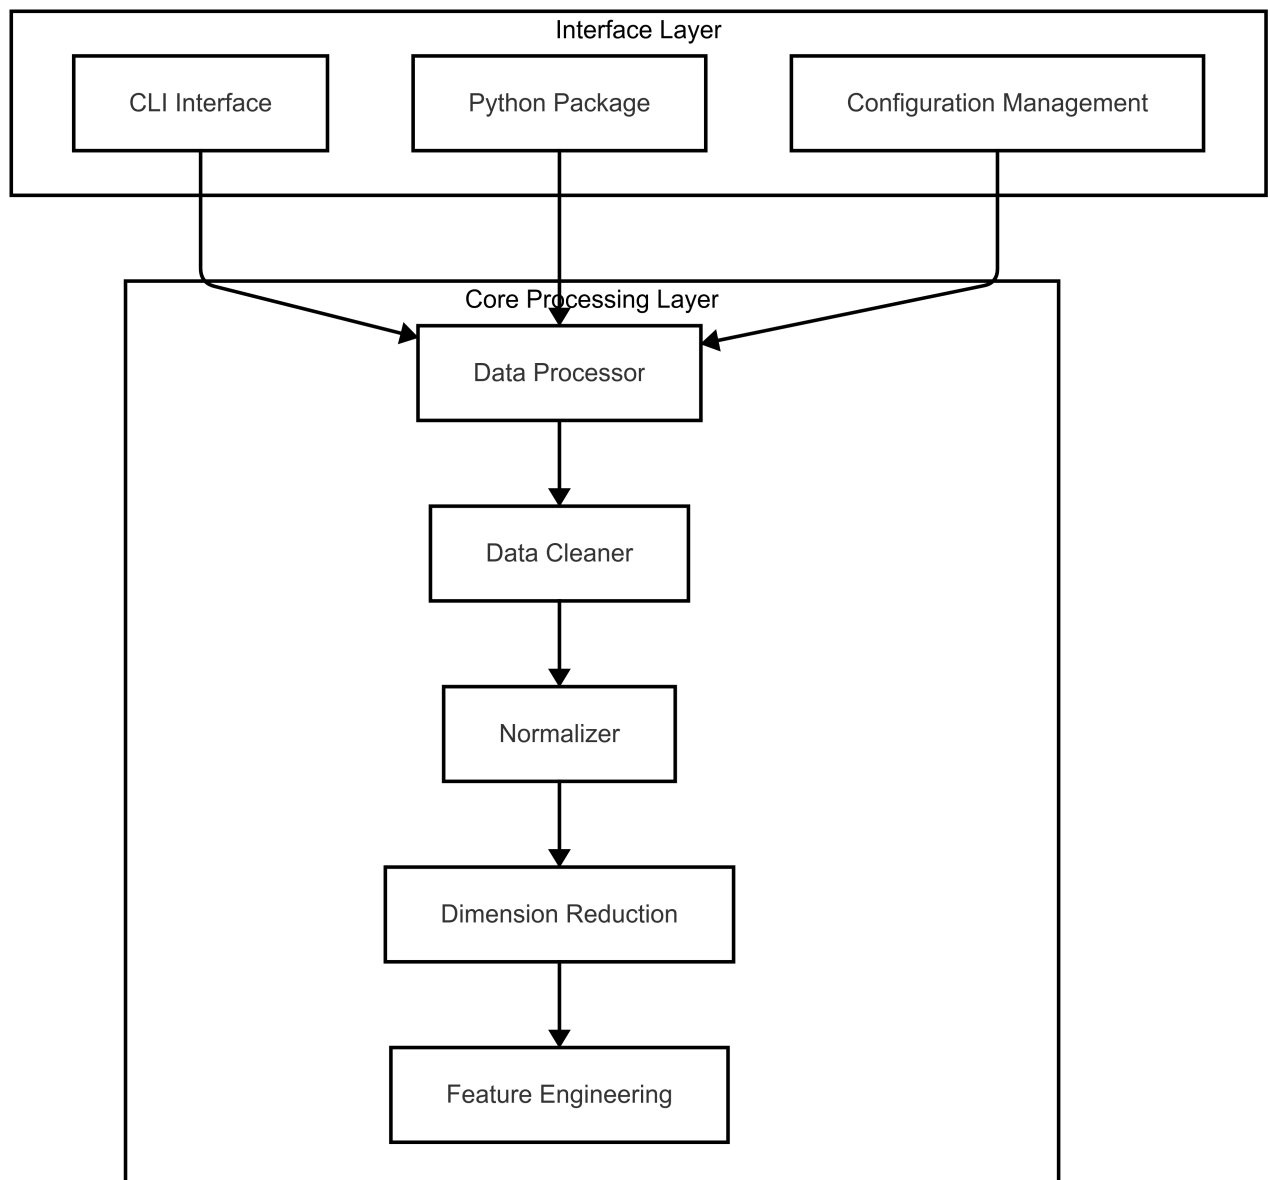 Interface Layer
CLI Interface
Python Package
Configuration Management
Core Processing Layer
Data Processor
Data Cleaner
Normalizer
Dimension Reduction
Feature Engineering